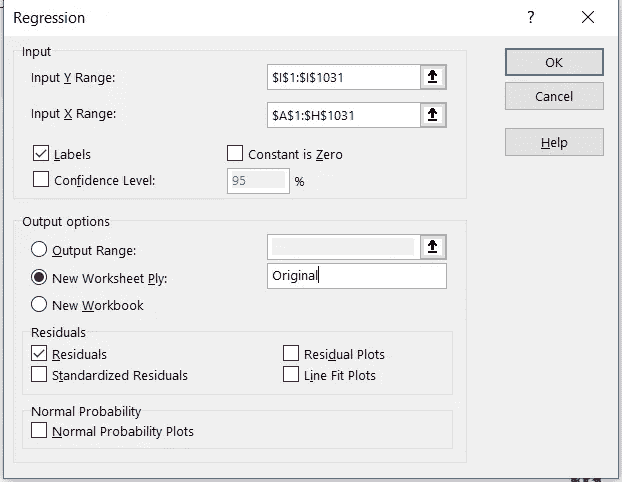 Regression ?
Input
OK
Input Y Range: $I$1:$I$1031
Cancel
Input X Range: $A$1:$H$1031
Help
Labels Constant is Zero
Confidence Level: 95 %
Output options
Output Range:
New Worksheet Ply: Original
New Workbook
Residuals
Residuals Residual Plots
Standardized Residuals Line Fit Plots
Normal Probability
Normal Probability Plots